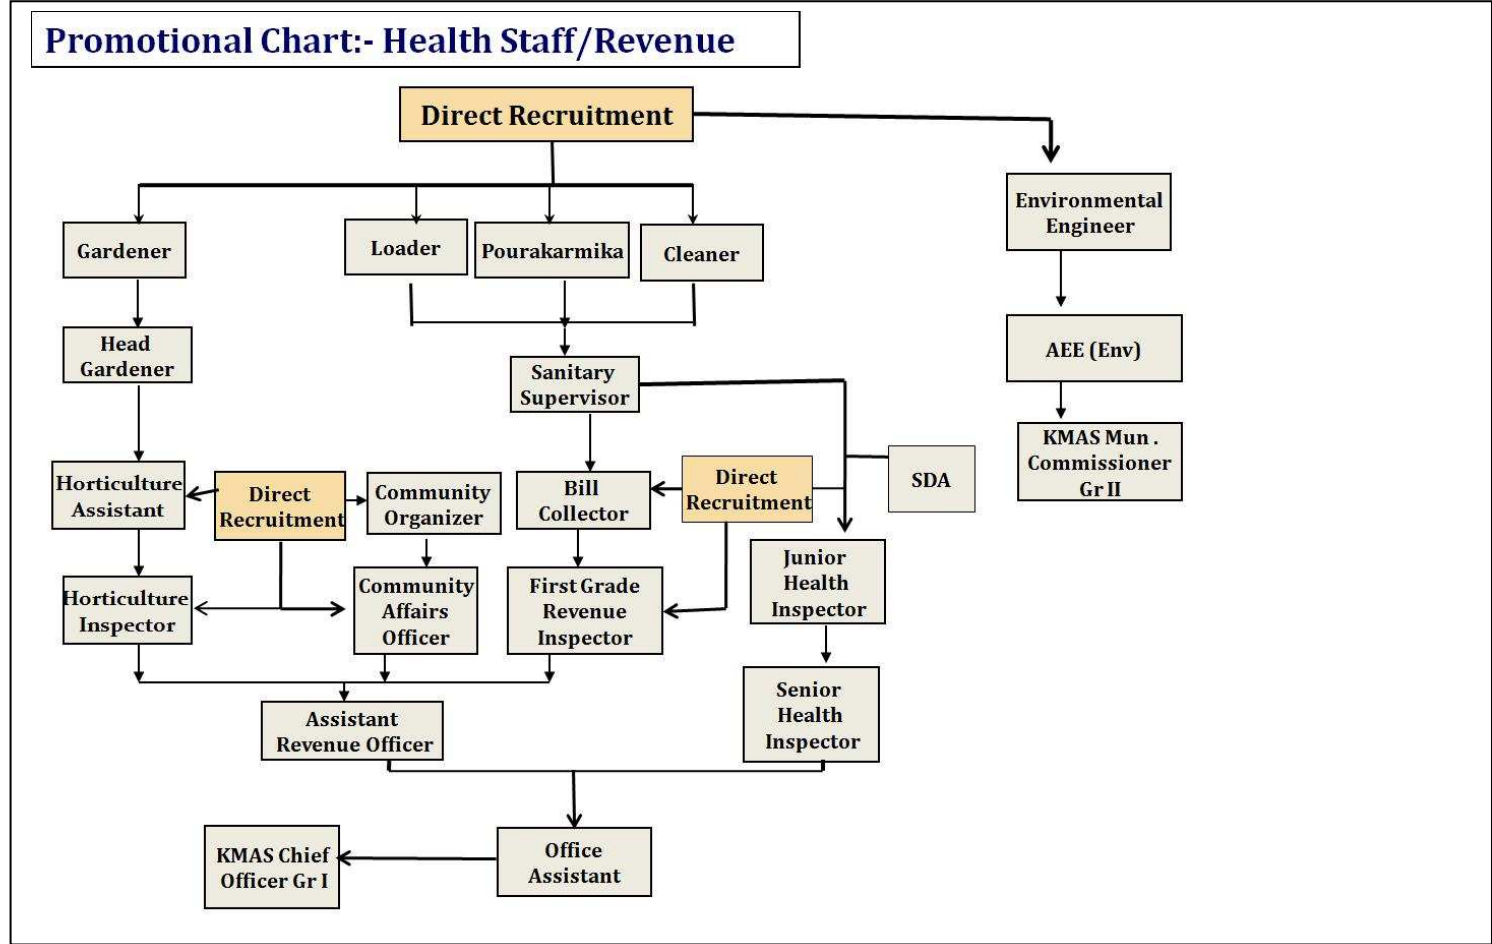 Promotional Chart:- Health Staff/Revenue
Direct Recruitment
Environmental
Engineer
Gardener
Loader
Pourakarmika
Cleaner
Head
Gardener
AEE (Env)
Sanitary
Supervisor
KMAS Mun .
Commissioner
Gr II
Horticulture
Assistant
Direct
Recruitment
Community
Organizer
Bill
Collector
Direct
Recruitment
SDA
Horticulture
Inspector
Community
Affairs
Officer
First Grade
Revenue
Inspector
Junior
Health
Inspector
Senior
Health
Inspector
Assistant
Revenue Officer
KMAS Chief
Officer Gr I
Office
Assistant